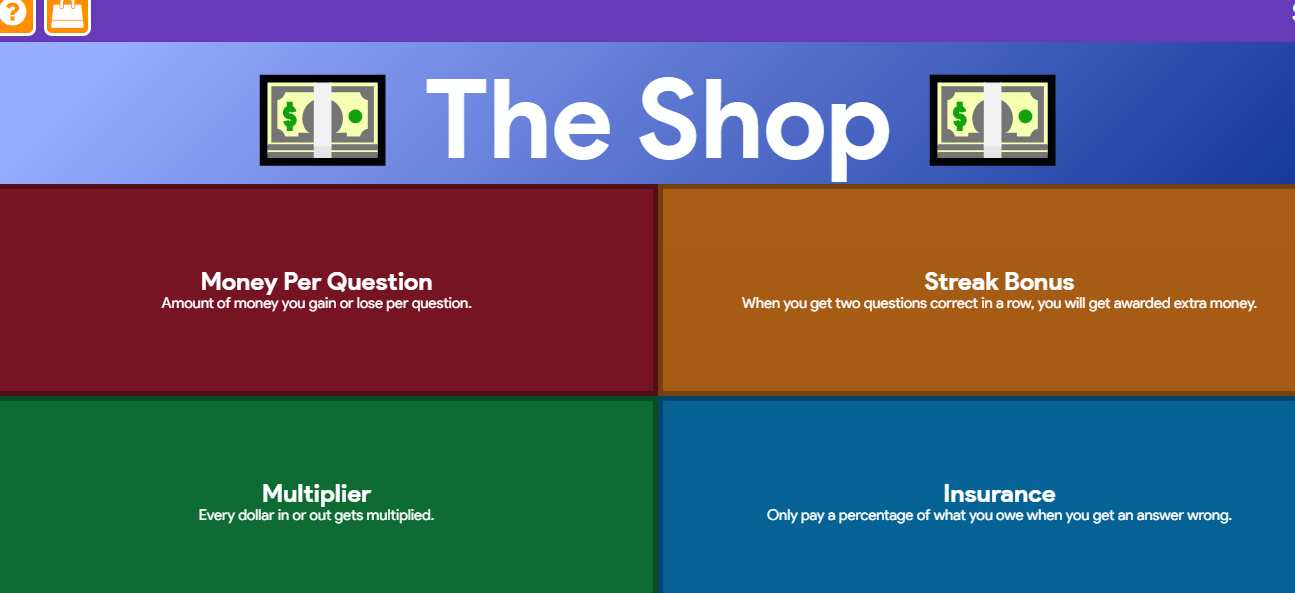 ?
The Shop
Money Per Question
Amount of money you gain or lose per question.
Streak Bonus
When you get two questions correct in a row, you will get awarded extra money.
Multiplier
Every dollar in or out gets multiplied.
Insurance
Only pay a percentage of what you owe when you get an answer wrong.